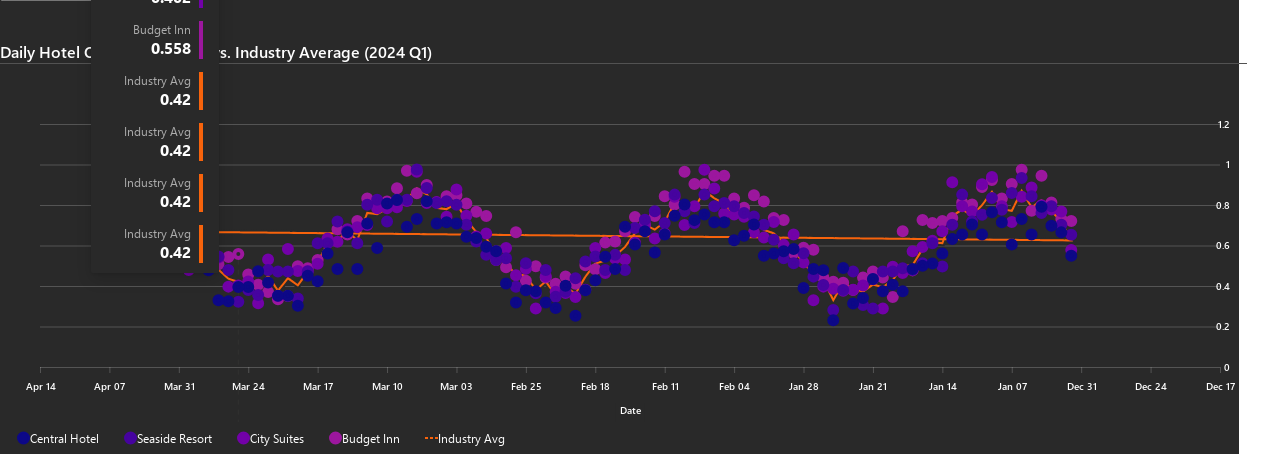 Budget Inn
0.558
Daily Hotel s. Industry Average (2024 Q1)
Industry Avg
0.42
Industry Avg
0.42
Industry Avg
0.42
Industry Avg
0.42
1.2
1
0.8
0.6
0.4
0.2
0
Apr 14 Apr 07 Mar 31 Mar 24 Mar 17 Mar 10 Mar 03 Feb 25 Feb 18 Feb 11 Feb 04 Jan 28 Jan 21 Jan 14 Jan 07 Dec 31 Dec 24 Dec 17
Date
Central Hotel Seaside Resort City Suites Budget Inn Industry Avg